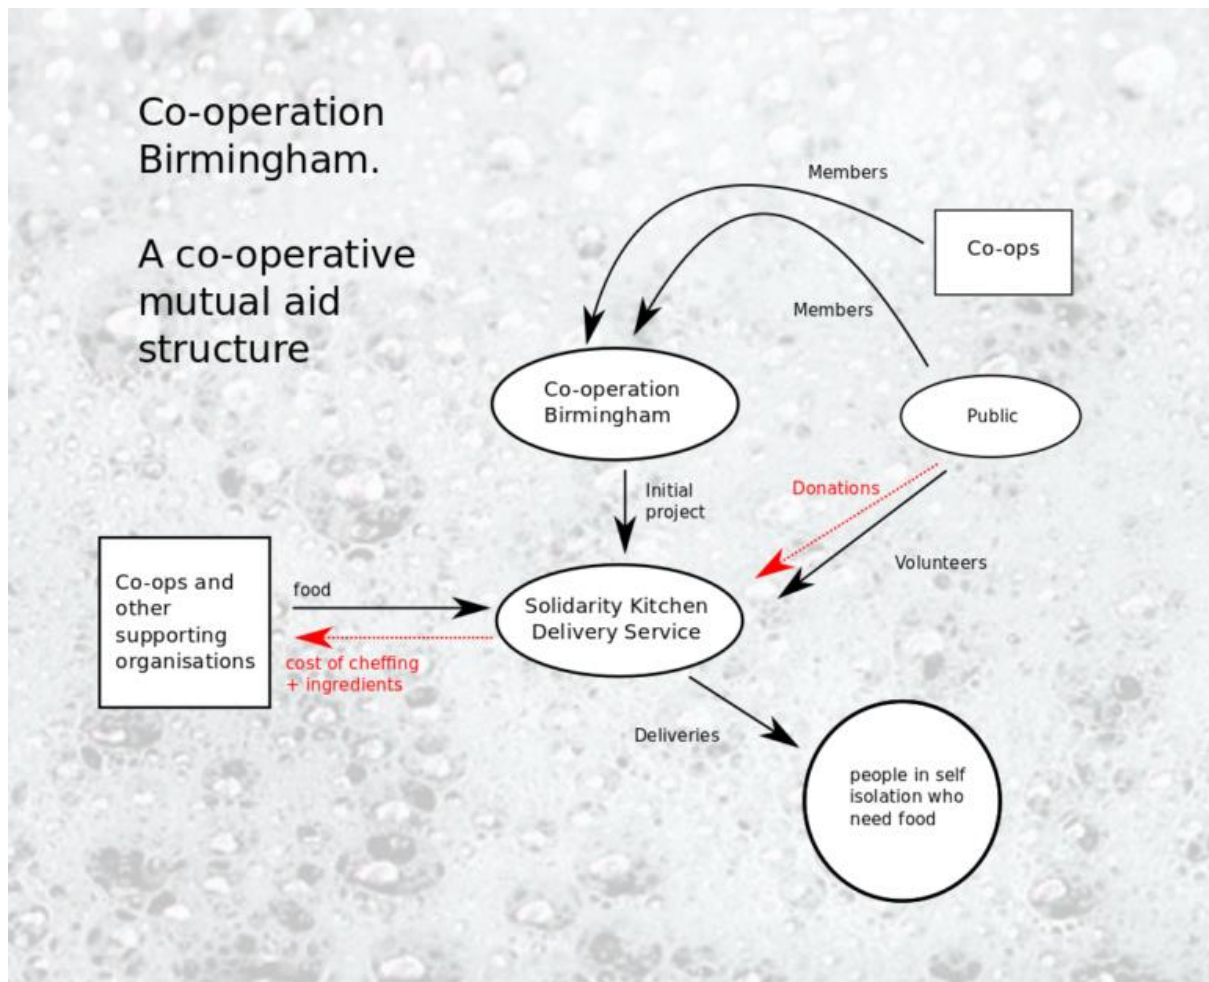 Co-operation
Birmingham.
A co-operative
mutual aid
structure
Members
Co-ops
Members
Co-operation
Birmingham
Public
Initial
project
Donations
Volunteers
Co-ops and
other
supporting
organisations
food
cost of cheffing
+ ingredients
Solidarity Kitchen
Delivery Service
Deliveries
people in self
isolation who
need food